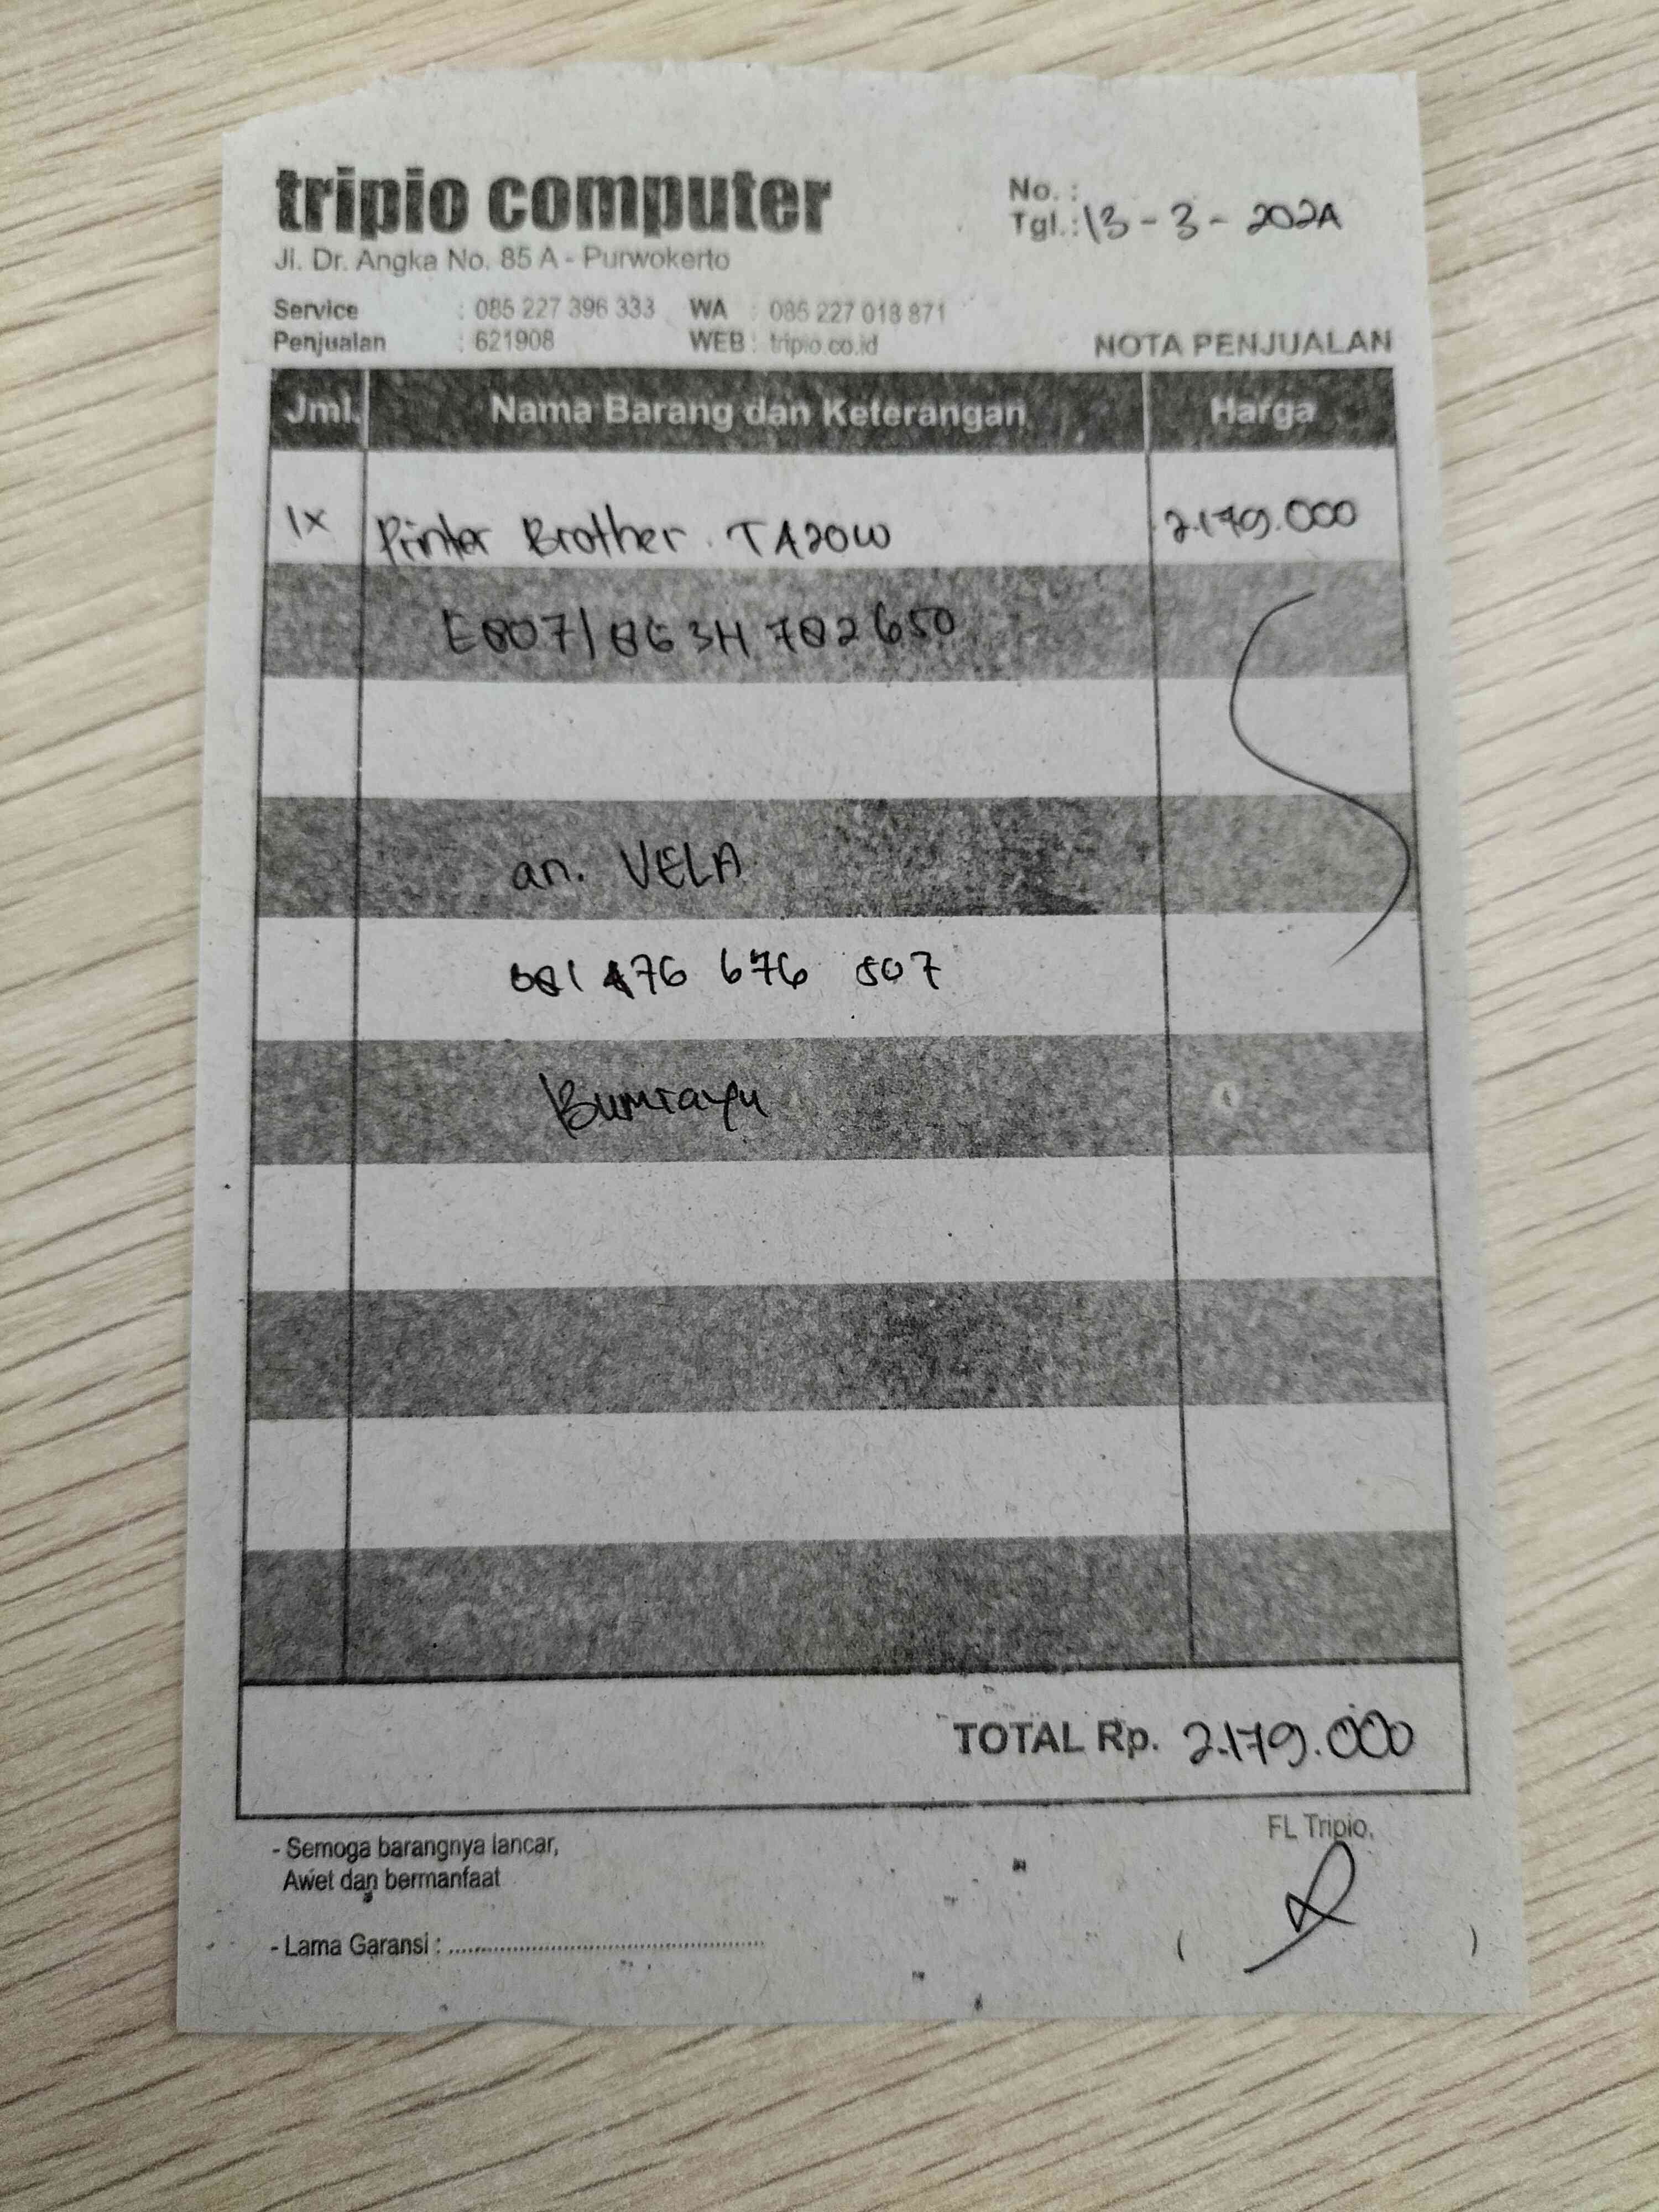 tripio computer
Jl. Dr. Angka No. 85 A - Purwokerto
No. :
Tgl.: 13 - 3 - 2024
Service : 085 227 396 333 WA : 085 227 018 871
Penjualan : 621908 WEB : tripio.co.id
NOTA PENJUALAN
Jml. Nama Barang dan Keterangan Harga
1x Printer Brother T420W 2.179.000
an. VELA
676 507
Bumiayu
TOTAL Rp. 2.179.000
- Semoga barangnya lancar,
Awet dan bermanfaat
- Lama Garansi :
FL Tripio,
( )